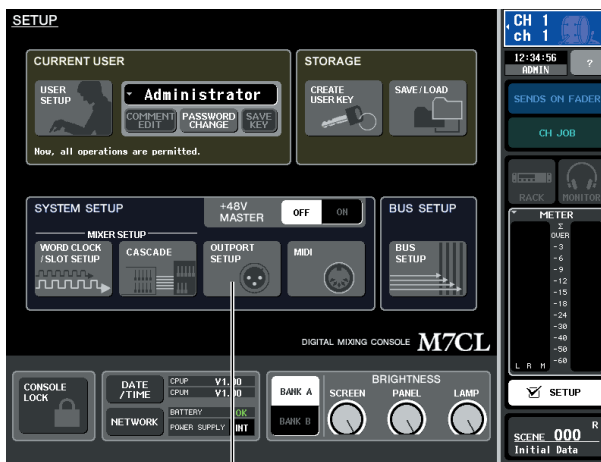 SETUP
CURRENT USER
USER
SETUP
Administrator
COMMENT
EDIT
PASSWORD
CHANGE
SAVE
KEY
Now, all operations are permitted.
STORAGE
CREATE
USER KEY
SAVE/LOAD
SYSTEM SETUP
+48V
MASTER
OFF
ON
MIXER SETUP
WORD CLOCK
/SLOT SETUP
CASCADE
OUTPORT
SETUP
MIDI
BUS SETUP
BUS
SETUP
DIGITAL MIXING CONSOLE M7CL
CONSOLE
LOCK
DATE
/TIME
NETWORK
CPUP V1.00
CPUM V1.00
BATTERY OK
POWER SUPPLY INT
BANK A
BANK B
BRIGHTNESS
SCREEN
PANEL
LAMP
CH 1
ch 1
12:34:56
ADMIN
?
SENDS ON FADER
CH JOB
RACK
MONITOR
METER
Σ
OVER
-3
-6
-9
-12
-15
-18
-24
-30
-40
-50
-60
L R M
SETUP
R
SCENE 000
Initial Data